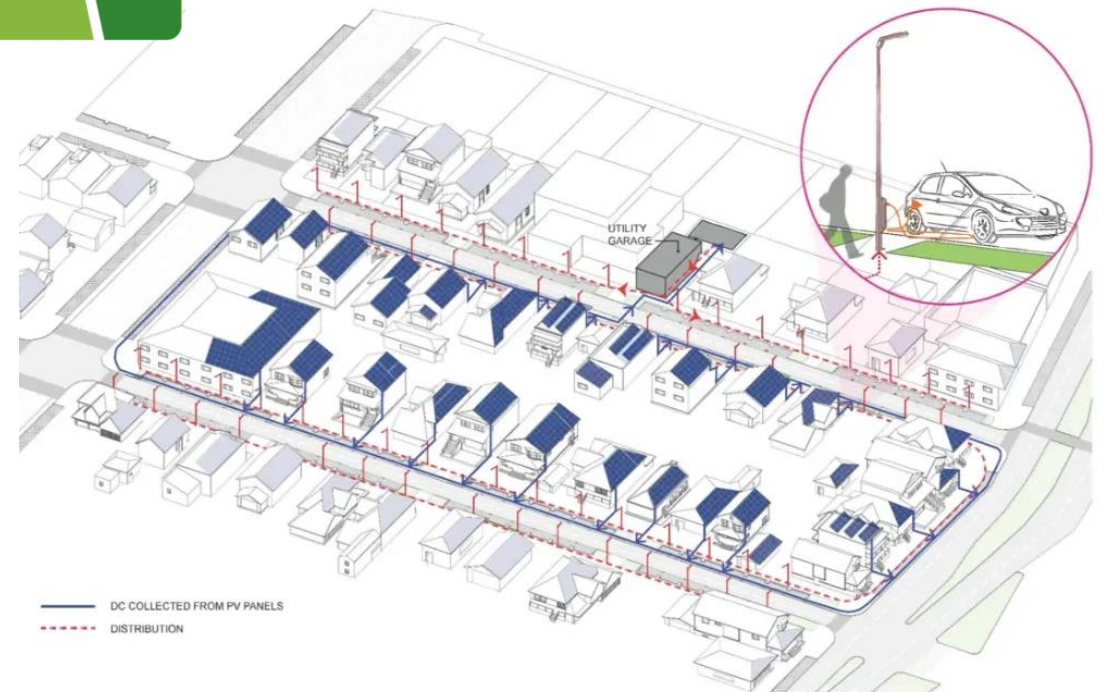 UTILITY
GARAGE
DC COLLECTED FROM PV PANELS
DISTRIBUTION